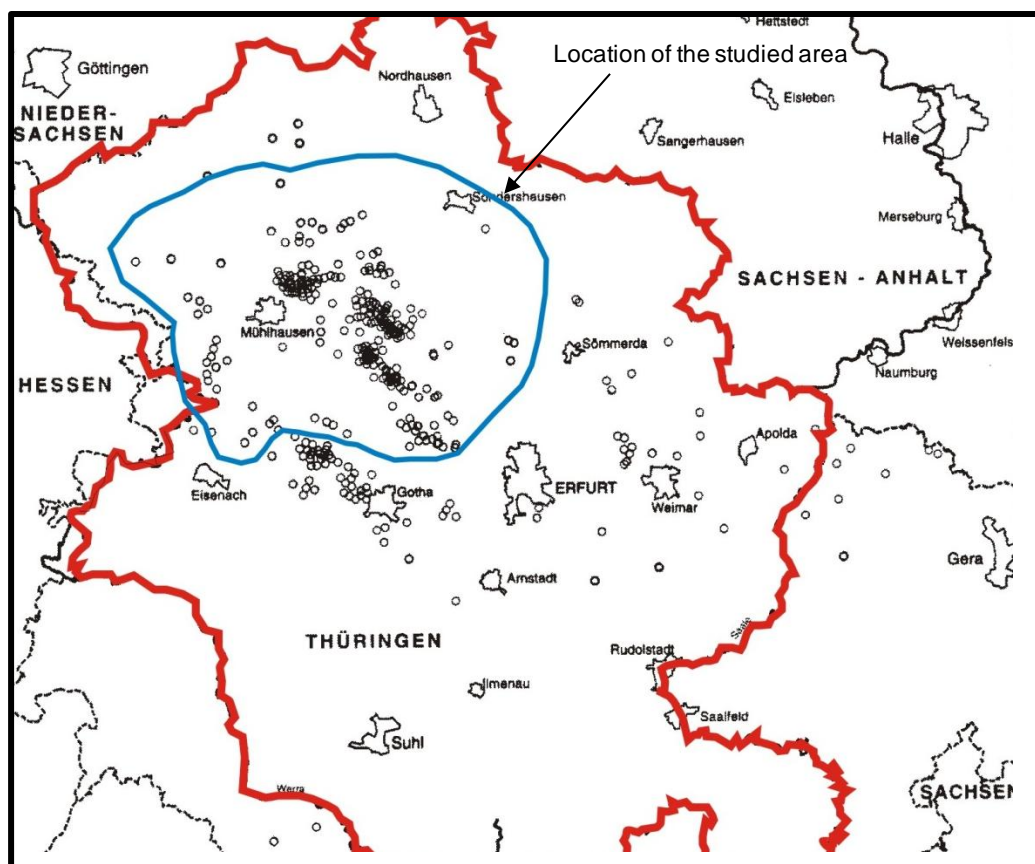 Hettstedt
Location of the studied area
Göttingen
Nordhausen
Eisleben
NIEDER-
SACHSEN
Sangerhausen
Halle
Sondershausen
Merseburg
SACHSEN - ANHALT
Mühlhausen
Sömmerda
Weissenfels
HESSEN
Naumburg
Apolda
Eisenach
Gotha
ERFURT
Weimar
Gera
Arnstadt
THÜRINGEN
Saale
Rudolstadt
Ilmenau
Saalfeld
Suhl
Werra
SACHSEN